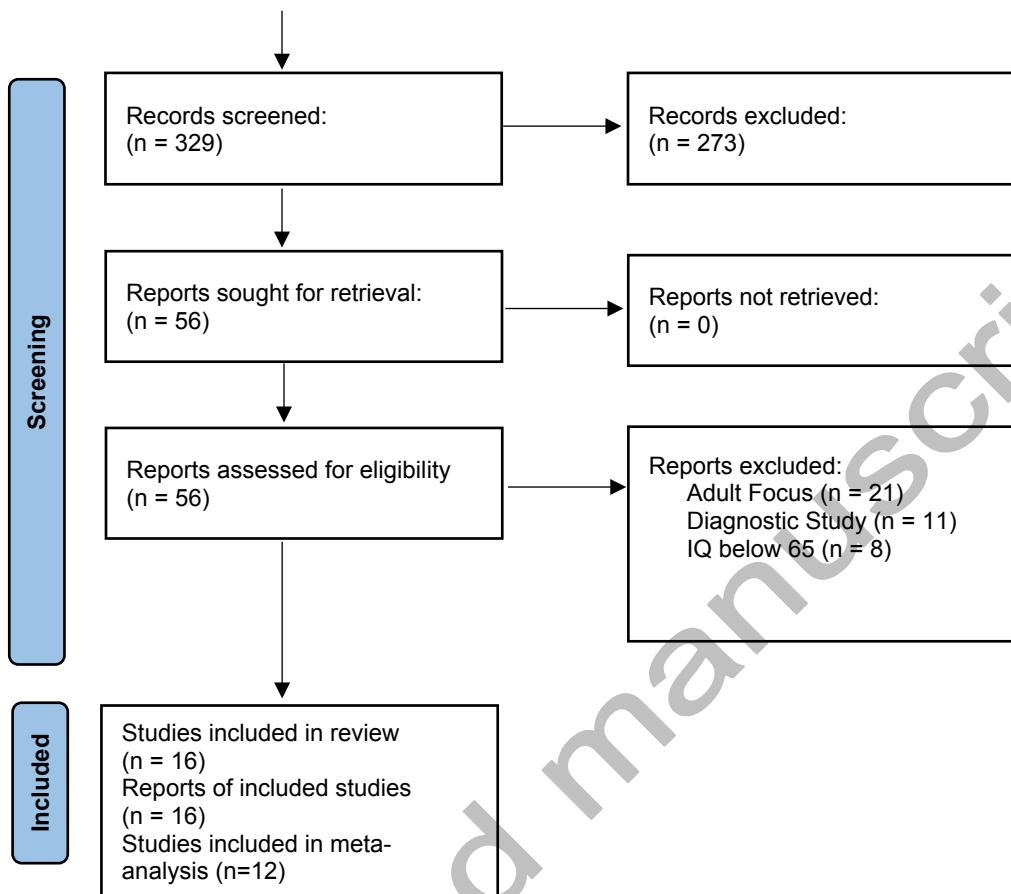 Screening
Records screened:
(n = 329)
Records excluded:
(n = 273)
Reports sought for retrieval:
(n = 56)
Reports not retrieved:
(n = 0)
Reports assessed for eligibility
(n = 56)
Reports excluded:
Adult Focus (n = 21)
Diagnostic Study (n = 11)
IQ below 65 (n = 8)
Included
Studies included in review
(n = 16)
Reports of included studies
(n = 16)
Studies included in meta-
analysis (n=12)
d manuscri